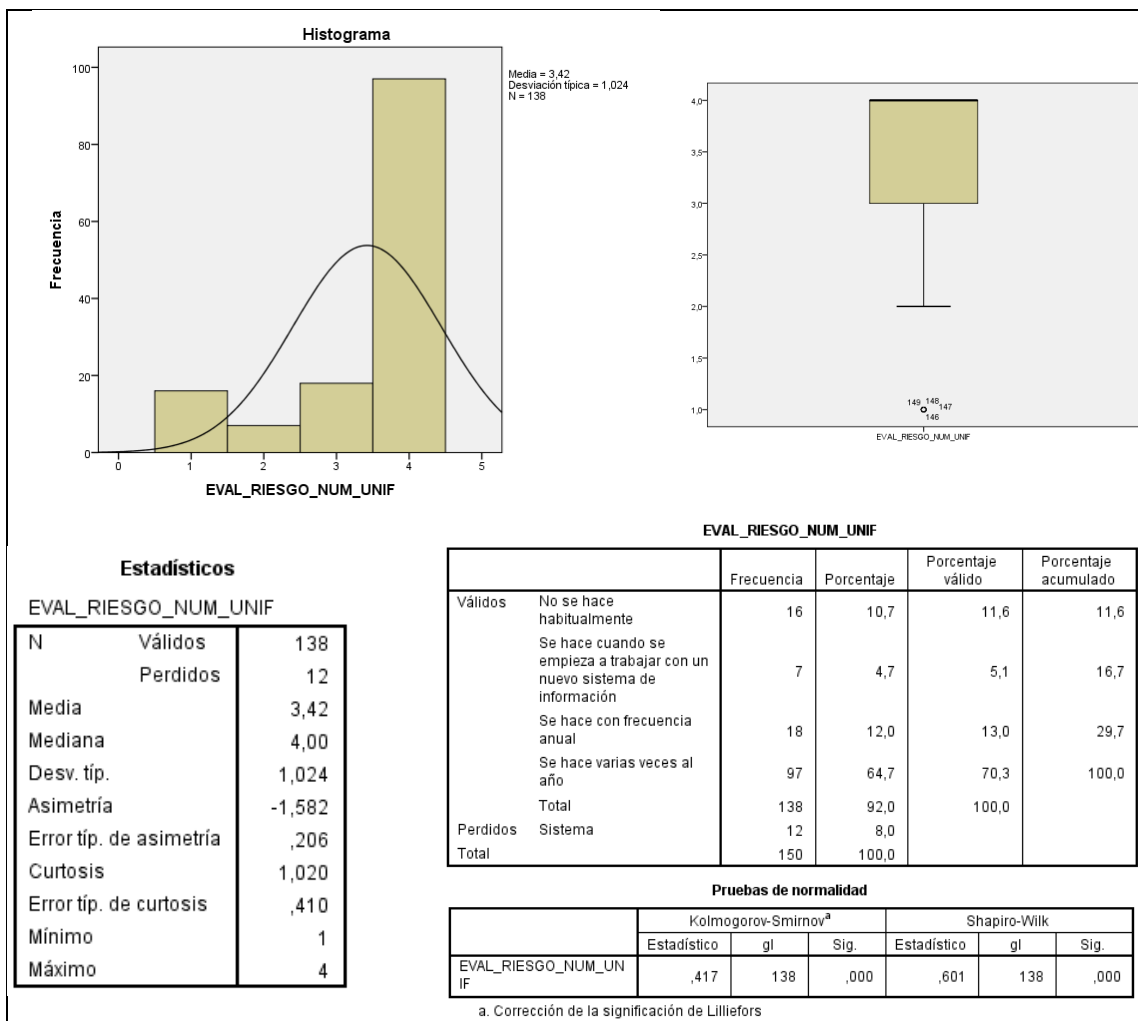 Histograma
Media = 3,42
Desviación típica = 1,024
N = 138
100
80
60
40
20
0
Frecuencia
0 1 2 3 4 5
EVAL_RIESGO_NUM_UNIF
4,0
3,5
3,0
2,5
2,0
1,5
1,0
149 148 147
146
EVAL_RIESGO_NUM_UNIF
Estadísticos
EVAL_RIESGO_NUM_UNIF
N Válidos 138
Perdidos 12
Media 3,42
Mediana 4,00
Desv. típ. 1,024
Asimetría -1,582
Error típ. de asimetría ,206
Curtosis 1,020
Error típ. de curtosis ,410
Mínimo 1
Máximo 4
EVAL_RIESGO_NUM_UNIF
Frecuencia Porcentaje Porcentaje válido Porcentaje acumulado
Válidos No se hace habitualmente 16 10,7 11,6 11,6
Se hace cuando se empieza a trabajar con un nuevo sistema de información 7 4,7 5,1 16,7
Se hace con frecuencia anual 18 12,0 13,0 29,7
Se hace varias veces al año 97 64,7 70,3 100,0
Total 138 92,0 100,0
Perdidos Sistema 12 8,0
Total 150 100,0
Pruebas de normalidad
Kolmogorov-Smirnov^a Shapiro-Wilk
Estadístico gl Sig. Estadístico gl Sig.
EVAL_RIESGO_NUM_UN
IF ,417 138 ,000 ,601 138 ,000
a. Corrección de la significación de Lilliefors